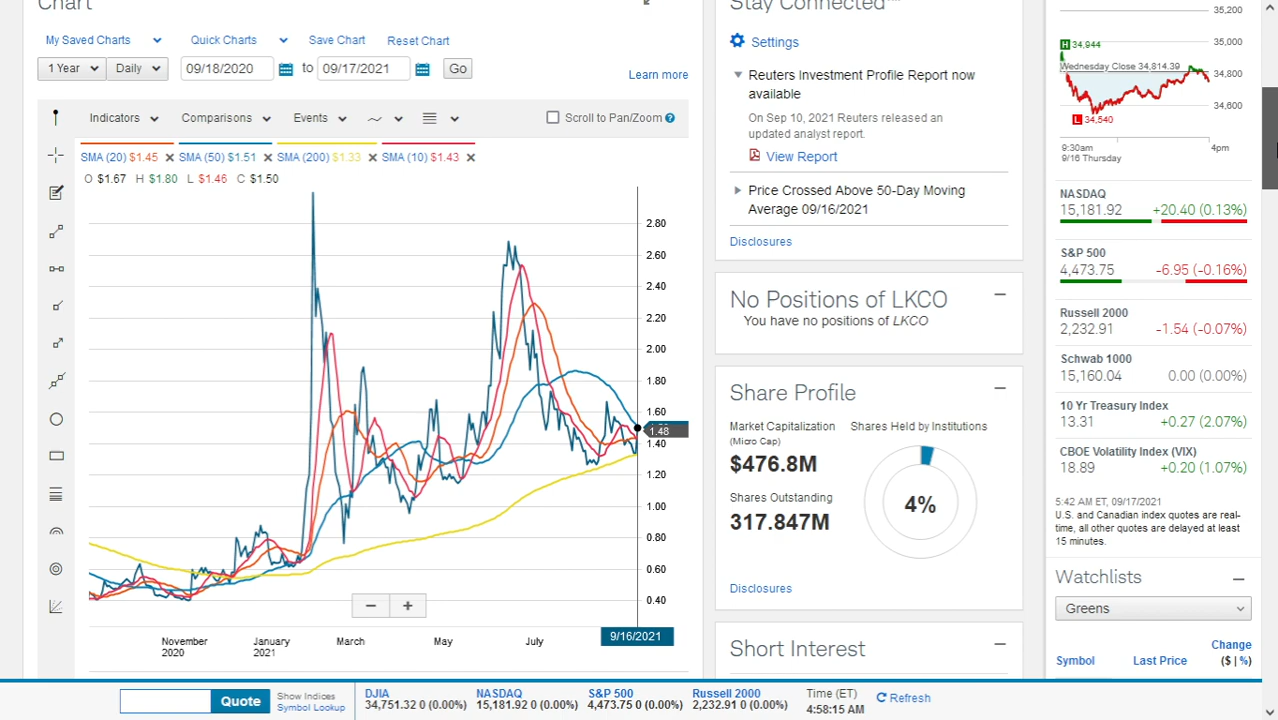 Chart
My Saved Charts
Quick Charts
Save Chart
Reset Chart
1 Year
Daily
09/18/2020
to
09/17/2021
Go
Learn more
Indicators
Comparisons
Events
Scroll to Pan/Zoom
SMA (20) $1.45
SMA (50) $1.51
SMA (200) $1.33
SMA (10) $1.43
O $1.67 H $1.80 L $1.46 C $1.50
2.80
2.60
2.40
2.20
2.00
1.80
1.60
1.48
1.40
1.20
1.00
0.80
0.60
0.40
November
2020
January
2021
March
May
July
9/16/2021
Stay Connected
Settings
Reuters Investment Profile Report now
available
On Sep 10, 2021 Reuters released an
updated analyst report.
View Report
Price Crossed Above 50-Day Moving
Average 09/16/2021
Disclosures
No Positions of LKCO
You have no positions of LKCO
Share Profile
Market Capitalization
(Micro Cap)
$476.8M
Shares Outstanding
317.847M
Shares Held by Institutions
4%
Disclosures
Short Interest
35,200
35,000
34,800
34,600
H 34,944
Wednesday Close 34,814.39
L 34,540
9:30am
4pm
9/16 Thursday
NASDAQ
15,181.92 +20.40 (0.13%)
S&P 500
4,473.75 -6.95 (-0.16%)
Russell 2000
2,232.91 -1.54 (-0.07%)
Schwab 1000
15,160.04 0.00 (0.00%)
10 Yr Treasury Index
13.31 +0.27 (2.07%)
CBOE Volatility Index (VIX)
18.89 +0.20 (1.07%)
5:42 AM ET, 09/17/2021
U.S. and Canadian index quotes are real-
time, all other quotes are delayed at least
15 minutes.
Watchlists
Greens
Symbol
Last Price
Change
($ | %)
Quote
Show Indices
Symbol Lookup
DJIA
34,751.32 0 (0.00%)
NASDAQ
15,181.92 0 (0.00%)
S&P 500
4,473.75 0 (0.00%)
Russell 2000
2,232.91 0 (0.00%)
Time (ET)
4:58:15 AM
Refresh